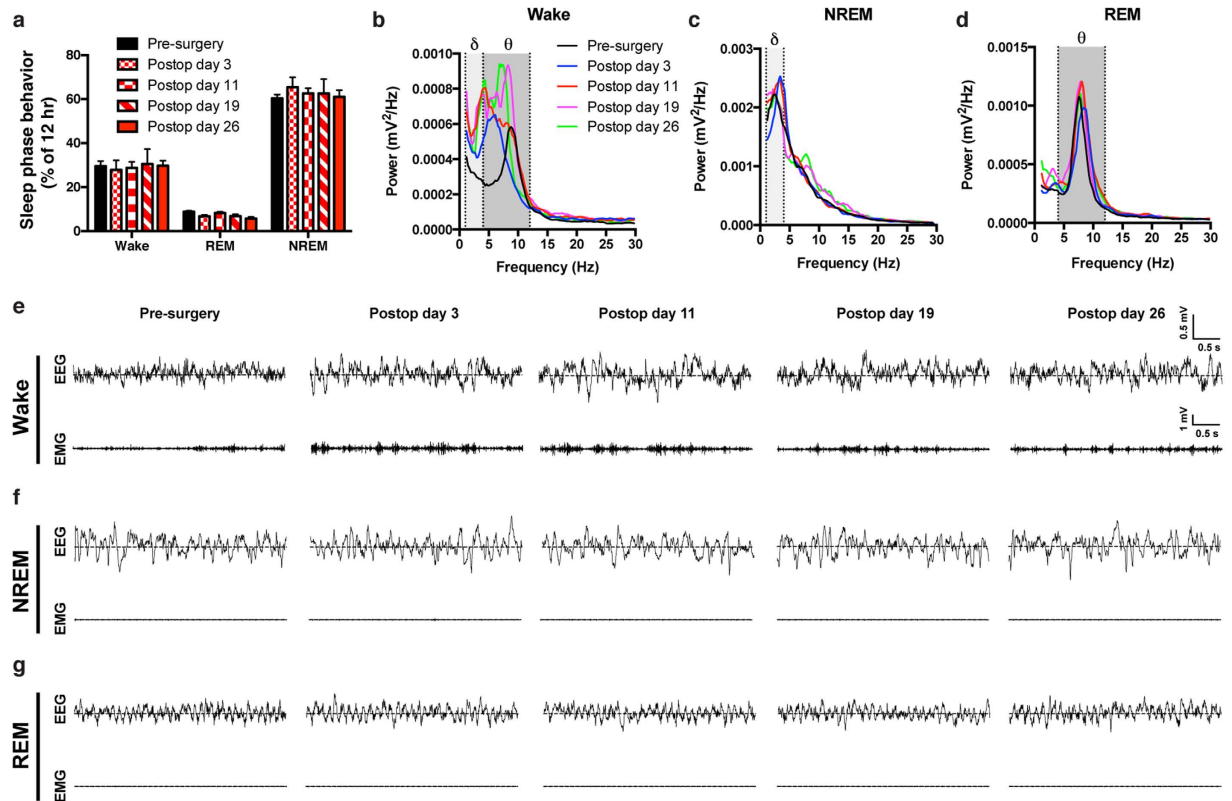 a
Sleep phase behavior
(% of 12 hr)
80
60
40
20
0
Pre-surgery
Postop day 3
Postop day 11
Postop day 19
Postop day 26
Wake
REM
NREM
b
Wake
δ
θ
Power (mV²/Hz)
0.0010
0.0008
0.0006
0.0004
0.0002
0.0000
0
5
10
15
20
25
30
Frequency (Hz)
Pre-surgery
Postop day 3
Postop day 11
Postop day 19
Postop day 26
c
NREM
δ
Power (mV²/Hz)
0.003
0.002
0.001
0.000
0
5
10
15
20
25
30
Frequency (Hz)
d
REM
θ
Power (mV²/Hz)
0.0015
0.0010
0.0005
0.0000
0
5
10
15
20
25
30
Frequency (Hz)
e
Pre-surgery
Postop day 3
Postop day 11
Postop day 19
Postop day 26
0.5 mV
0.5 s
Wake
EEG
EMG
1 mV
0.5 s
f
NREM
EEG
EMG
g
REM
EEG
EMG